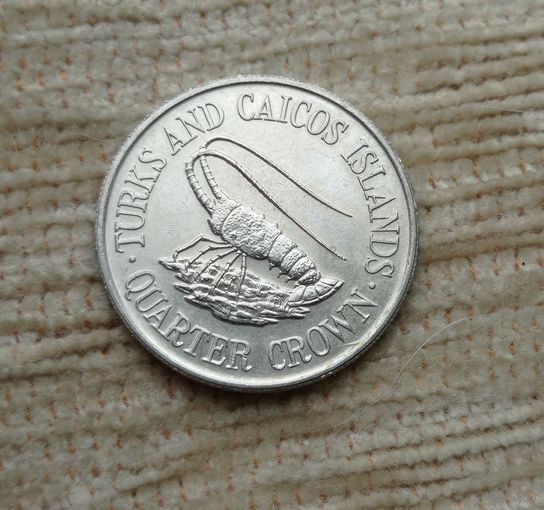 · TURKS AND CAICOS ISLANDS ·
QUARTER CROWN